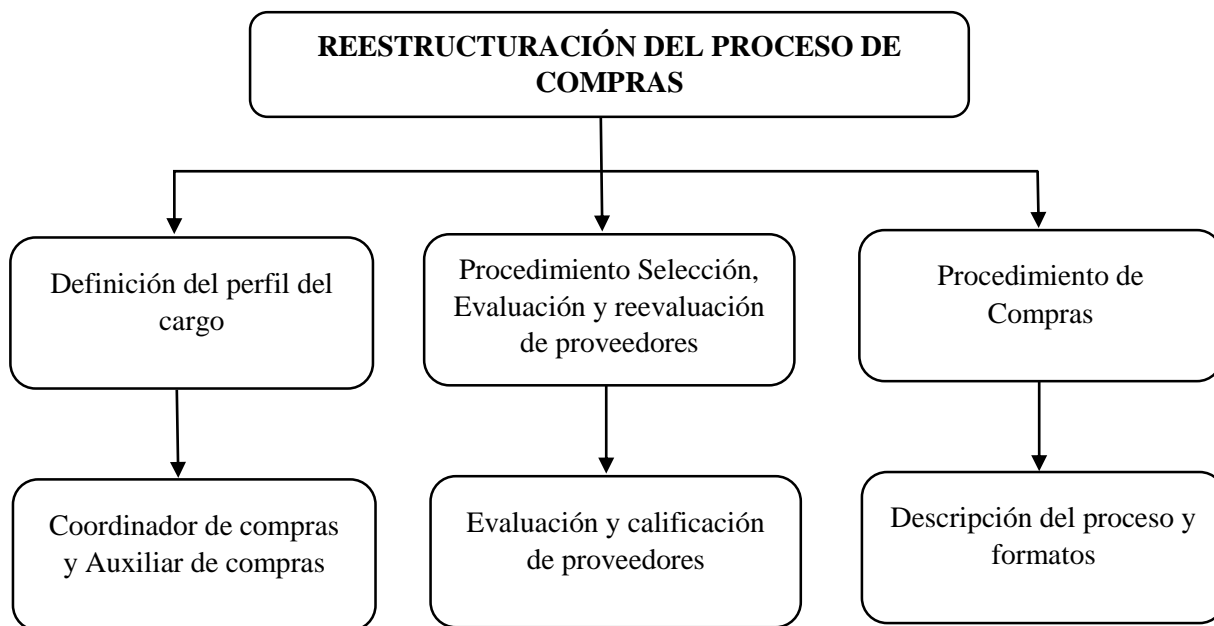 REESTRUCTURACIÓN DEL PROCESO DE
COMPRAS
Definición del perfil del
cargo
Procedimiento Selección,
Evaluación y reevaluación
de proveedores
Procedimiento de
Compras
Coordinador de compras
y Auxiliar de compras
Evaluación y calificación
de proveedores
Descripción del proceso y
formatos